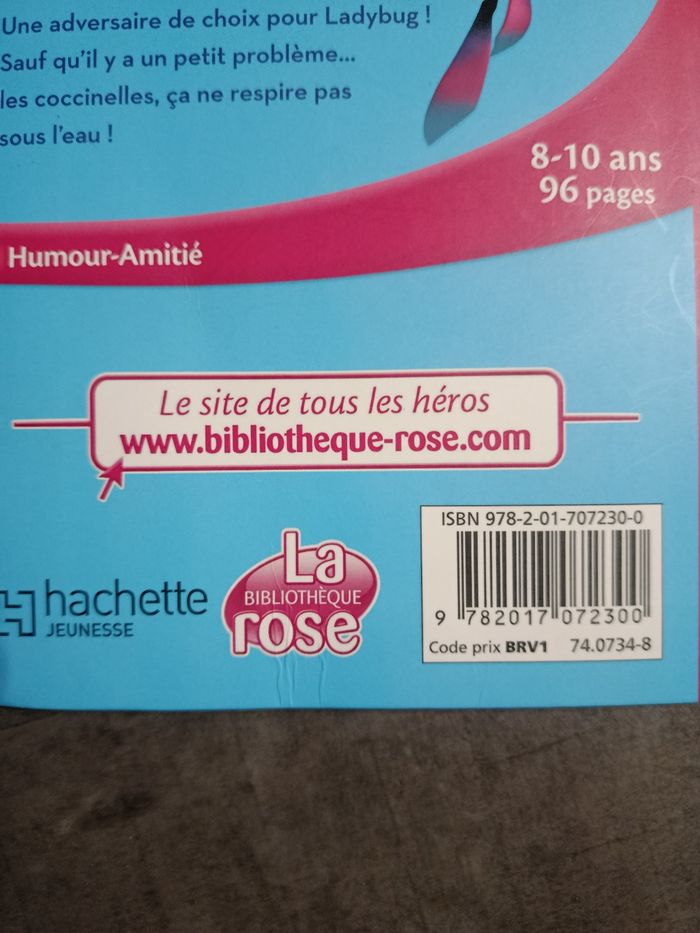 Une adversaire de choix pour Ladybug !
Sauf qu'il y a un petit problème...
les coccinelles, ça ne respire pas
sous l'eau !
8-10 ans
96 pages
Humour-Amitié
Le site de tous les héros
www.bibliotheque-rose.com
hachette
JEUNESSE
La
BIBLIOTHÈQUE
rose
ISBN 978-2-01-707230-0
9 782017 072300
Code prix BRV1 74.0734-8